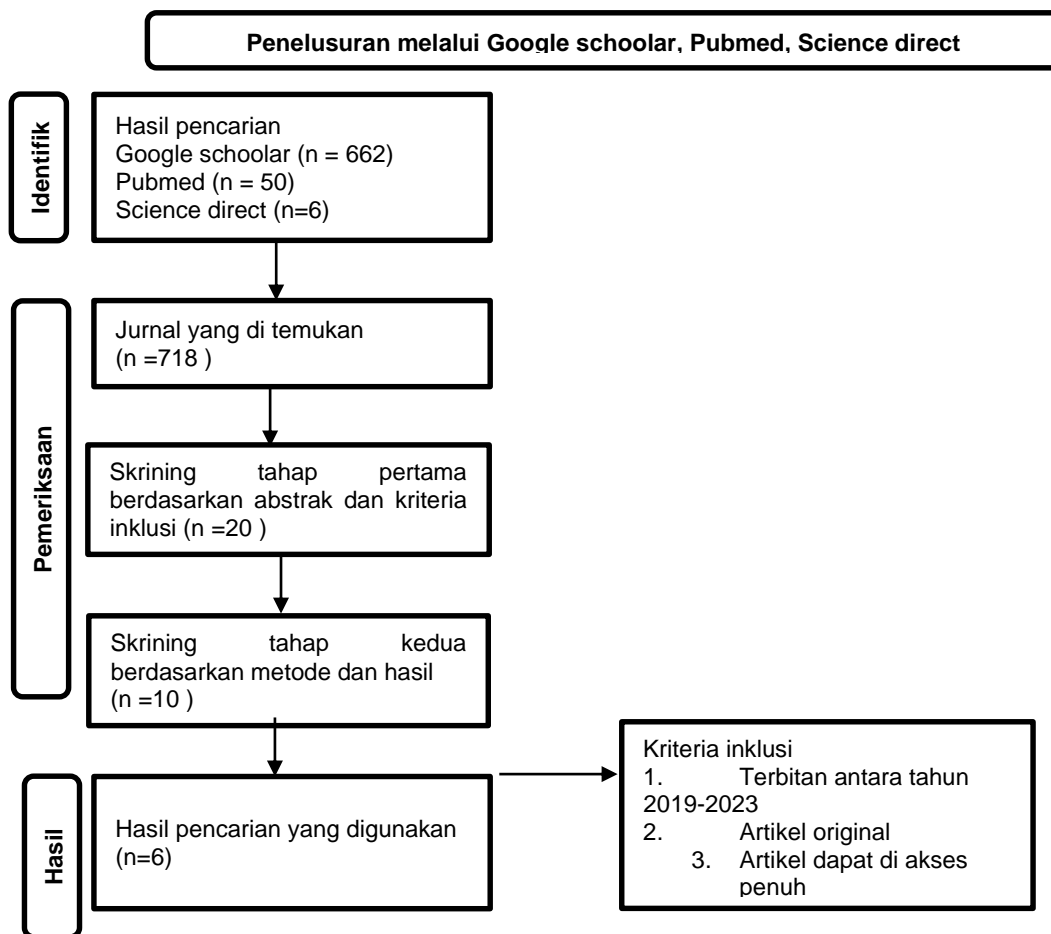 Penelusuran melalui Google schoolar, Pubmed, Science direct
Identifik
Hasil pencarian
Google schoolar (n = 662)
Pubmed (n = 50)
Science direct (n=6)
Pemeriksaan
Jurnal yang di temukan
(n =718 )
Skrining tahap pertama
berdasarkan abstrak dan kriteria
inklusi (n =20 )
Skrining tahap kedua
berdasarkan metode dan hasil
(n =10 )
Hasil
Hasil pencarian yang digunakan
(n=6)
Kriteria inklusi
1. Terbitan antara tahun
2019-2023
2. Artikel original
3. Artikel dapat di akses
penuh